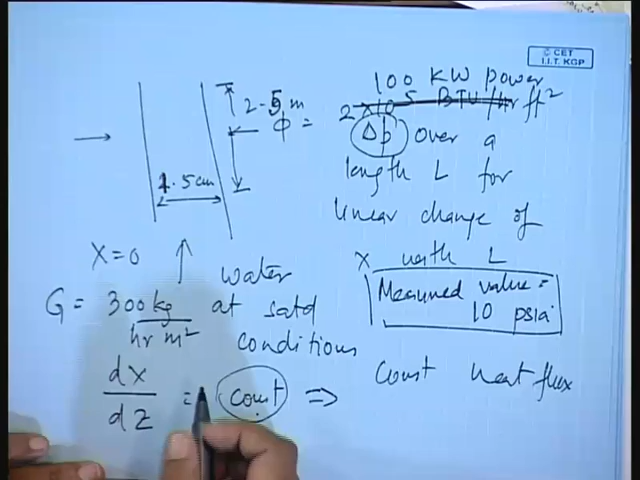 © CET
I.I.T. KGP
100 KW power
2×10⁵ BTU/hr ft²
2.5 m
φ =
Δp over a
length L for
linear change of
x with L
Measured value =
10 psia
1.5 cm
X=0
water
G = 300 kg
hr m²
at satd
conditions
dx
dz
= const ⇒ Const heat flux